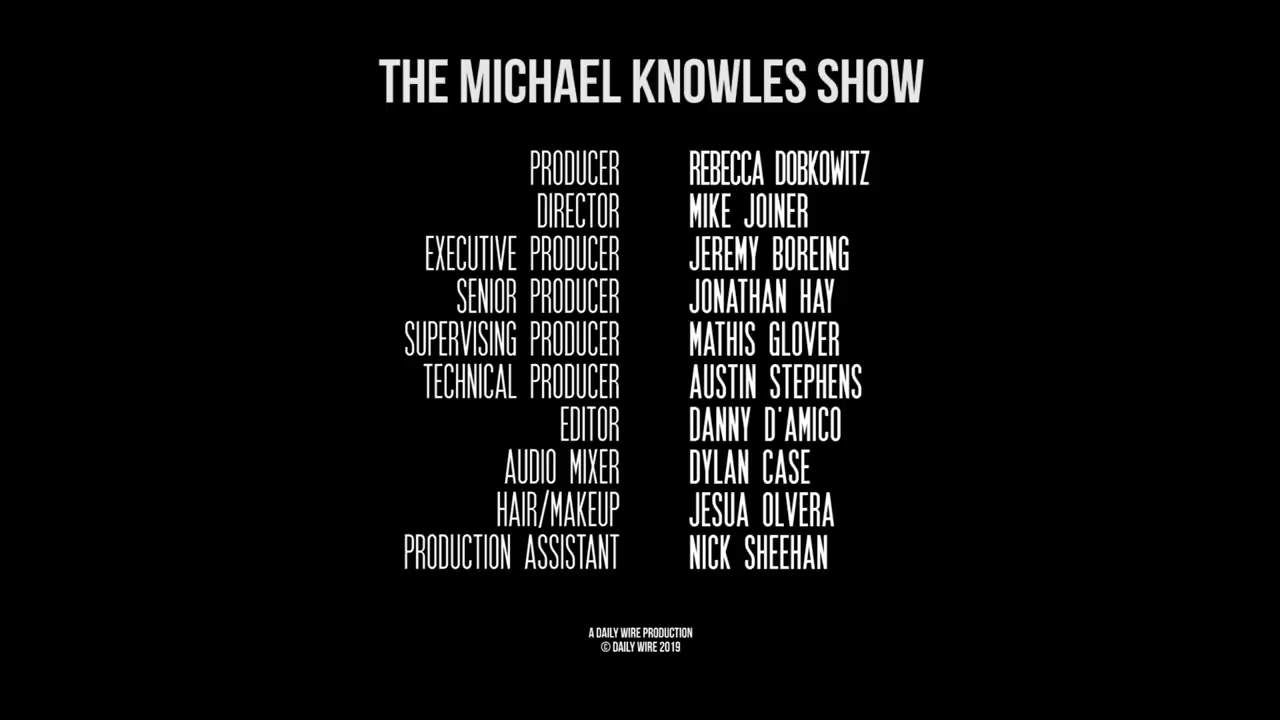 THE MICHAEL KNOWLES SHOW
PRODUCER REBECCA DOBKOWITZ
DIRECTOR MIKE JOINER
EXECUTIVE PRODUCER JEREMY BOREING
SENIOR PRODUCER JONATHAN HAY
SUPERVISING PRODUCER MATHIS GLOVER
TECHNICAL PRODUCER AUSTIN STEPHENS
EDITOR DANNY D'AMICO
AUDIO MIXER DYLAN CASE
HAIR/MAKEUP JESUA OLVERA
PRODUCTION ASSISTANT NICK SHEEHAN
A DAILY WIRE PRODUCTION
© DAILY WIRE 2019